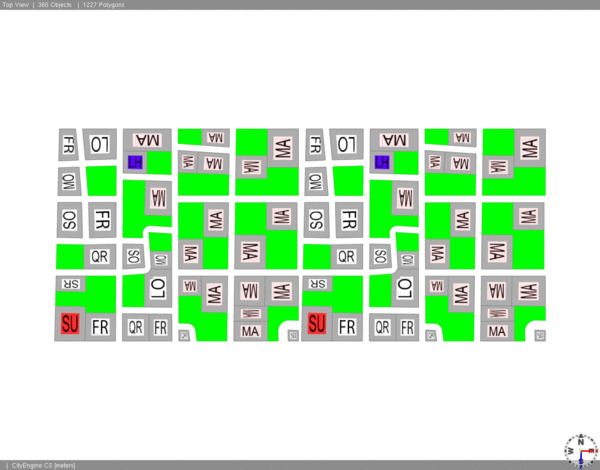 Top View | 360 Objects | 1227 Polygons
FR LO MA MA MA FR LO MA MA MA
LH MA MA MA LH MA MA MA
MA MA
OS FR MA MA OS FR MA MA
QR SO MA MA QR SO MA MA
SR LO MA MA MA MA SR LO MA MA MA MA
MA MA
SU FR QR FR MA SU FR QR FR MA
| CityEngine CS [meters]
N
W